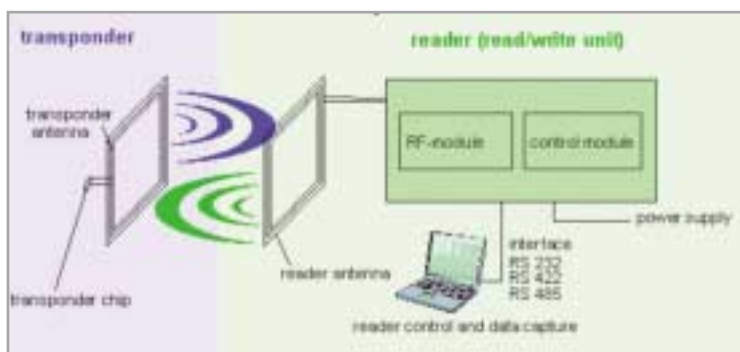 transponder
reader (read/write unit)
transponder
antenna
RF-module
control module
power supply
interface
RS 232
RS 422
RS 485
reader antenna
transponder chip
reader control and data capture